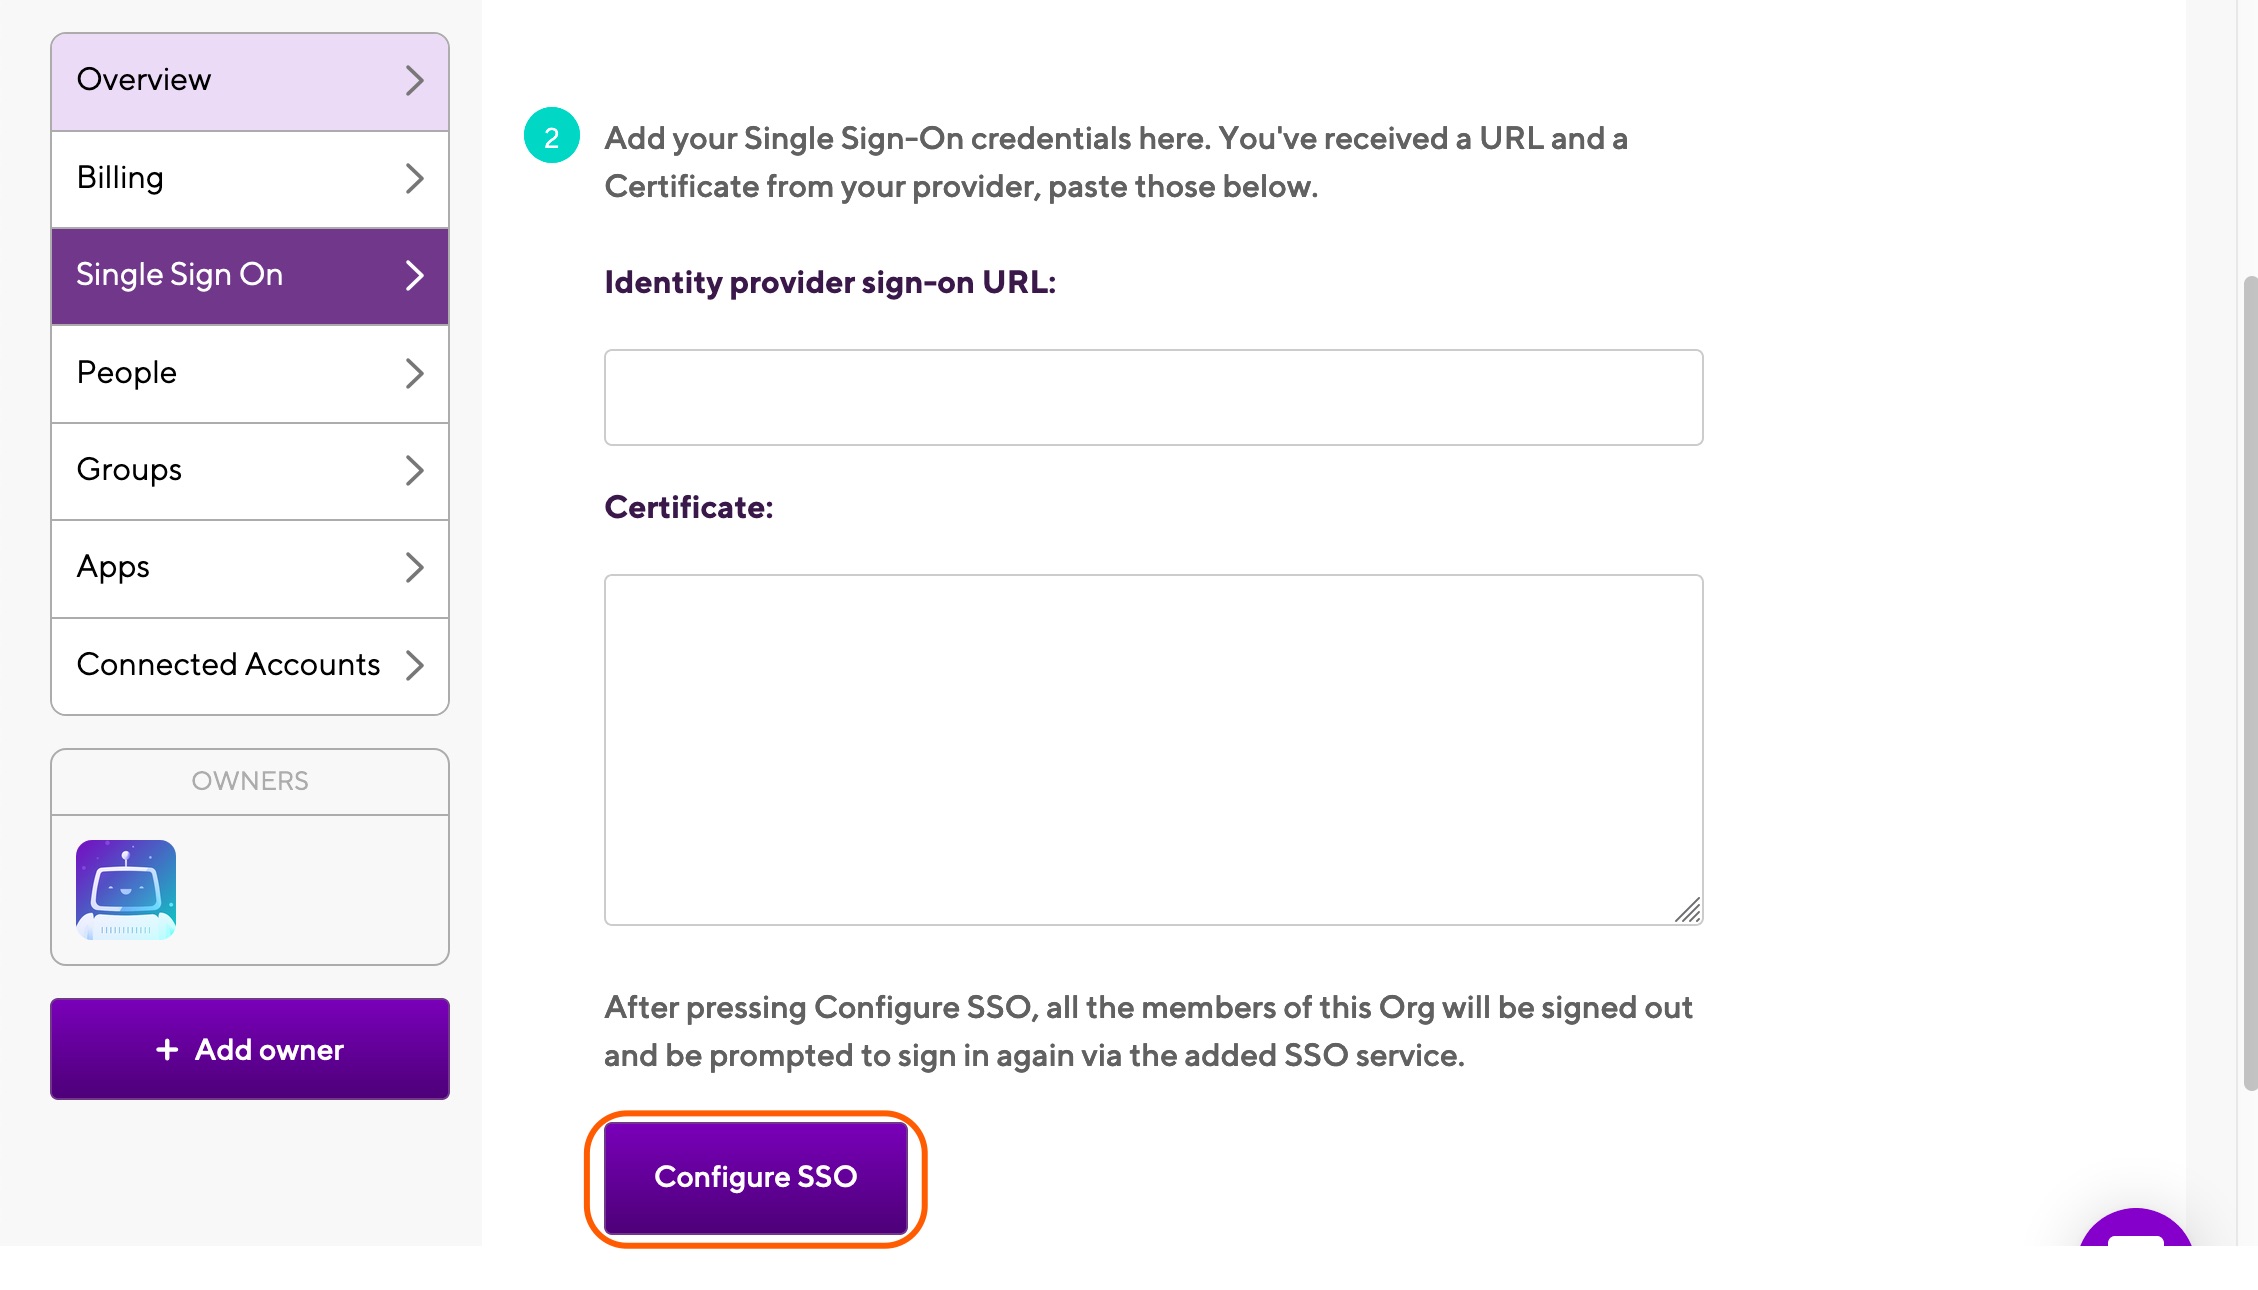 Overview
Billing
Single Sign On
People
Groups
Apps
Connected Accounts
OWNERS
+ Add owner
2
Add your Single Sign-On credentials here. You've received a URL and a
Certificate from your provider, paste those below.
Identity provider sign-on URL:
Certificate:
After pressing Configure SSO, all the members of this Org will be signed out
and be prompted to sign in again via the added SSO service.
Configure SSO